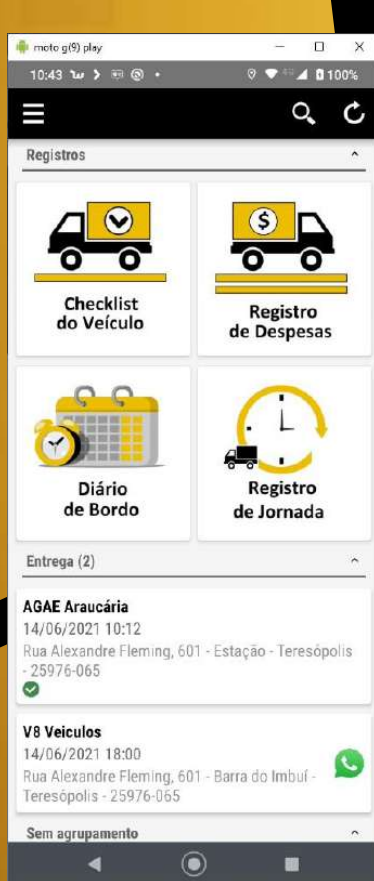 moto g(9) play
10:43
4G
100%
Registros
Checklist
do Veículo
$
Registro
de Despesas
Diário
de Bordo
Registro
de Jornada
Entrega (2)
AGAE Araucária
14/06/2021 10:12
Rua Alexandre Fleming, 601 - Estação - Teresópolis
- 25976-065
V8 Veiculos
14/06/2021 18:00
Rua Alexandre Fleming, 601 - Barra do Imbuí -
Teresópolis - 25976-065
Sem agrupamento